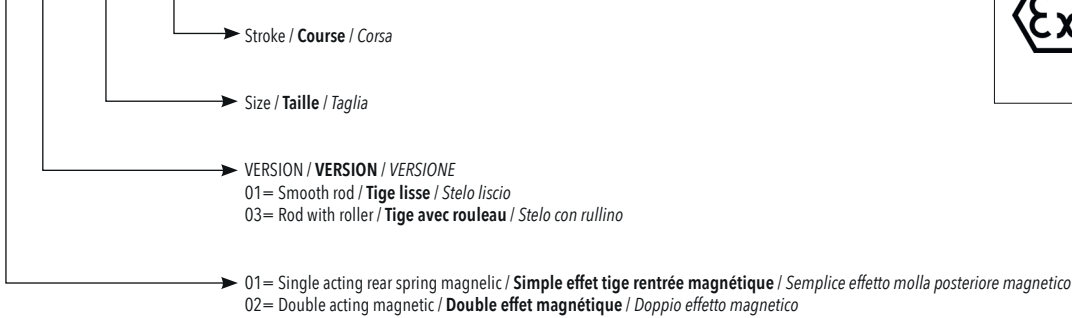 Stroke / Course / Corsa
Ex
Size / Taille / Taglia
VERSION / VERSION / VERSIONE
01= Smooth rod / Tige lisse / Stelo liscio
03= Rod with roller / Tige avec rouleau / Stelo con rullino
01= Single acting rear spring magnelic / Simple effet tige rentrée magnétique / Semplice effetto molla posteriore magnetico
02= Double acting magnetic / Double effet magnétique / Doppio effetto magnetico